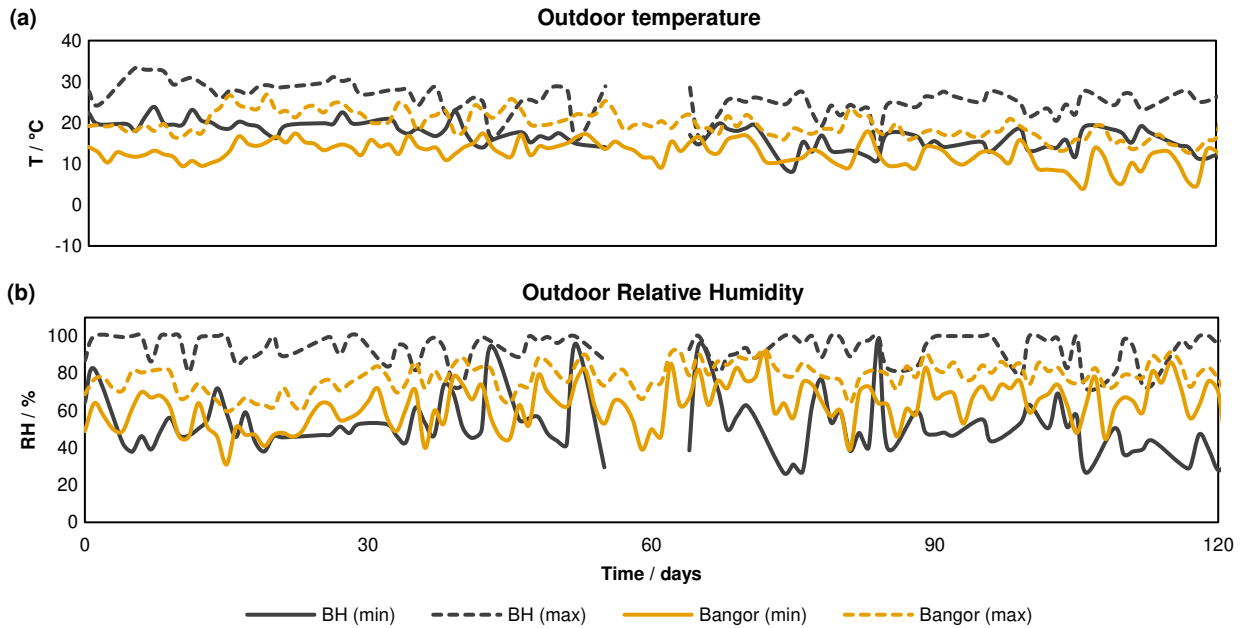 (a)
Outdoor temperature
40
30
20
10
0
-10
T / °C
(b)
Outdoor Relative Humidity
100
80
60
40
20
0
RH / %
0 30 60 90 120
Time / days
BH (min) BH (max) Bangor (min) Bangor (max)